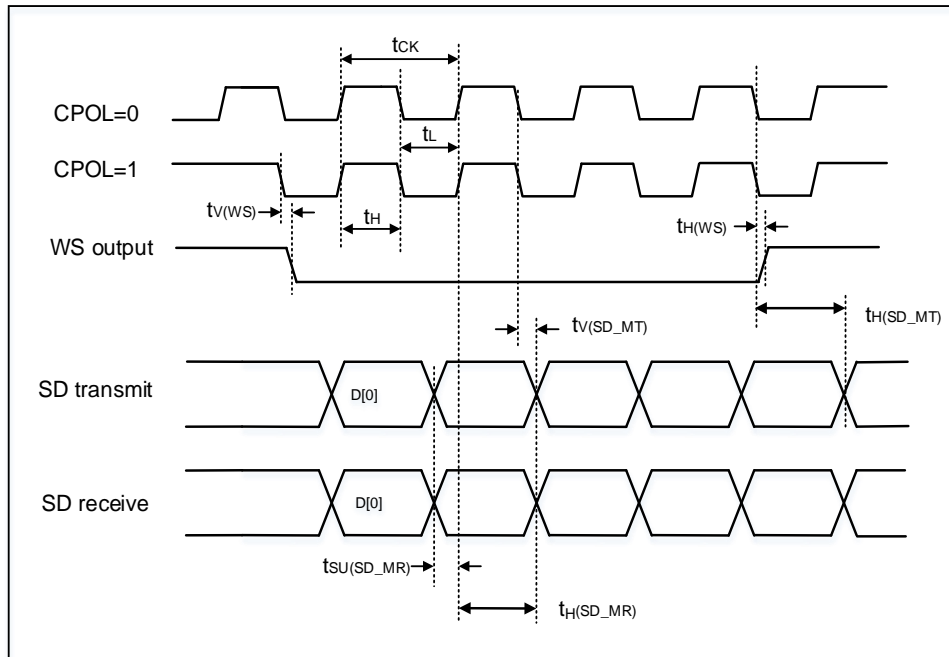 tCK
CPOL=0
tL
CPOL=1
tV(WS)
tH
tH(WS)
WS output
tV(SD_MT)
tH(SD_MT)
SD transmit
D[0]
SD receive
D[0]
tSU(SD_MR)
tH(SD_MR)